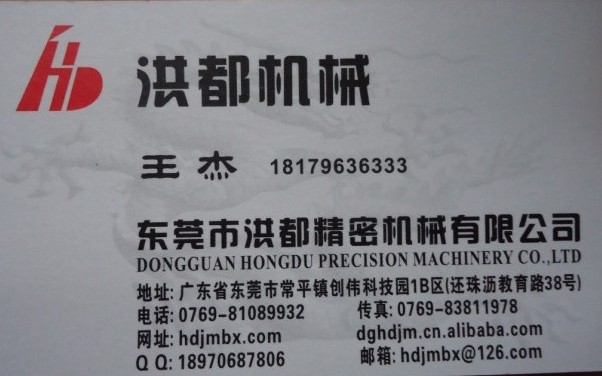 HD 洪都机械
王杰 18179636333
东莞市洪都精密机械有限公司
DONGGUAN HONGDU PRECISION MACHINERY CO.,LTD
地址: 广东省东莞市常平镇创伟科技园1B区(还珠沥教育路38号)
电话: 0769-81089932 传真: 0769-83811978
网址: hdjmbx.com dghdjm.cn.alibaba.com
Q Q: 18970687806 邮箱: hdjmbx@126.com